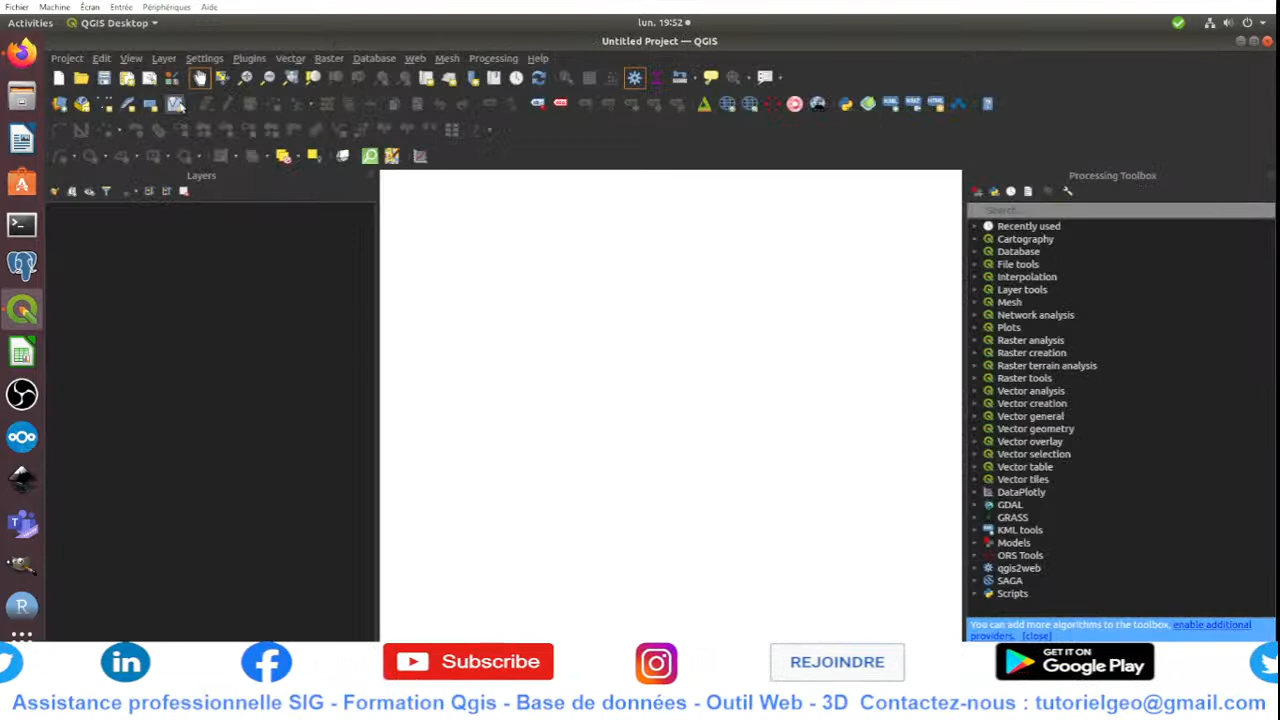 Fichier Machine Écran Entrée Périphériques Aide
Activities QGIS Desktop lun. 19:52
Untitled Project — QGIS
Project Edit View Layer Settings Plugins Vector Raster Database Web Mesh Processing Help
Layers
Processing Toolbox
Search...
Recently used
Cartography
Database
File tools
Interpolation
Layer tools
Mesh
Network analysis
Plots
Raster analysis
Raster creation
Raster terrain analysis
Raster tools
Vector analysis
Vector creation
Vector general
Vector geometry
Vector overlay
Vector selection
Vector table
Vector tiles
DataPlotly
GDAL
GRASS
KML tools
Models
ORS Tools
qgis2web
SAGA
Scripts
You can add more algorithms to the toolbox, enable additional
providers. [close]
in Subscribe REJOINDRE GET IT ON
Google Play
Assistance professionnelle SIG - Formation Qgis - Base de données - Outil Web - 3D Contactez-nous : tutorielgeo@gmail.com